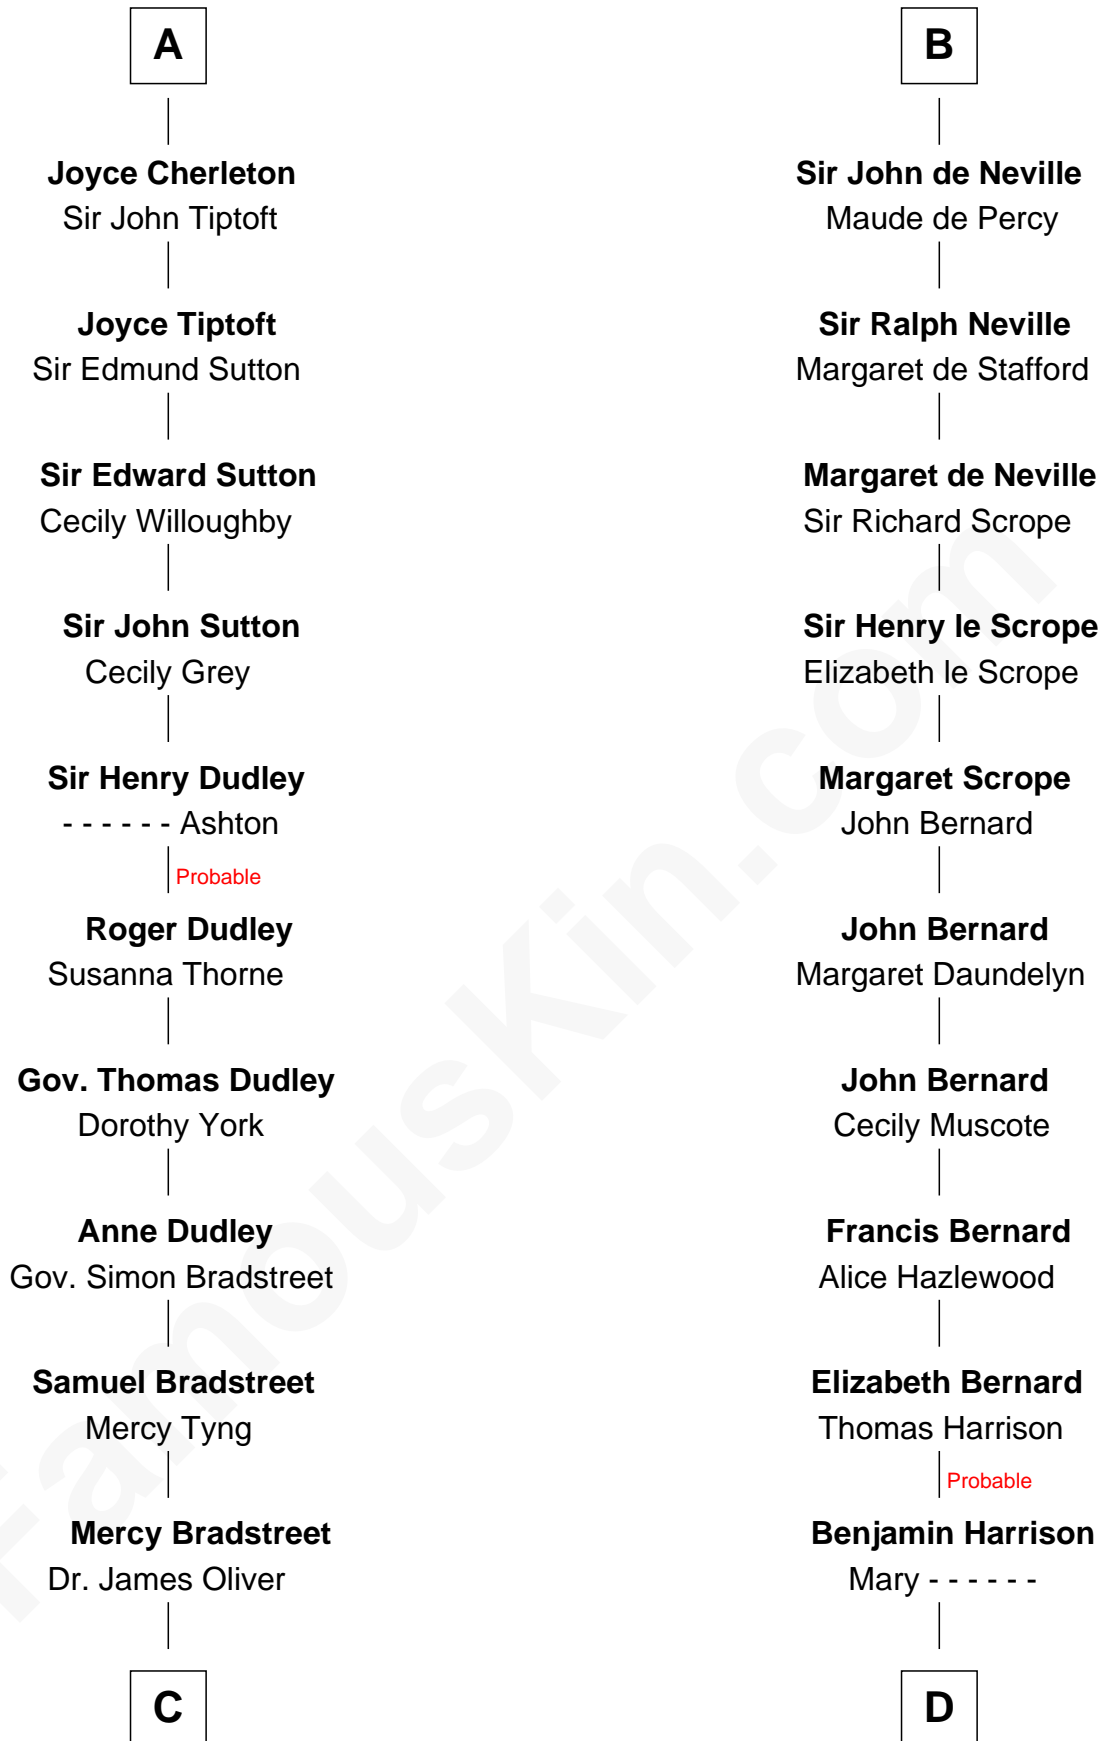 A
Joyce Cherleton
Sir John Tiptoft
Joyce Tiptoft
Sir Edmund Sutton
Sir Edward Sutton
Cecily Willoughby
Sir John Sutton
Cecily Grey
Sir Henry Dudley
- - - - - - Ashton
Probable
Roger Dudley
Susanna Thorne
Gov. Thomas Dudley
Dorothy York
Anne Dudley
Gov. Simon Bradstreet
Samuel Bradstreet
Mercy Tyng
Mercy Bradstreet
Dr. James Oliver
C
B
Sir John de Neville
Maude de Percy
Sir Ralph Neville
Margaret de Stafford
Margaret de Neville
Sir Richard Scrope
Sir Henry le Scrope
Elizabeth le Scrope
Margaret Scrope
John Bernard
John Bernard
Margaret Daundelyn
John Bernard
Cecily Muscote
Francis Bernard
Alice Hazlewood
Elizabeth Bernard
Thomas Harrison
Probable
Benjamin Harrison
Mary - - - - - -
D
FamousKin.com